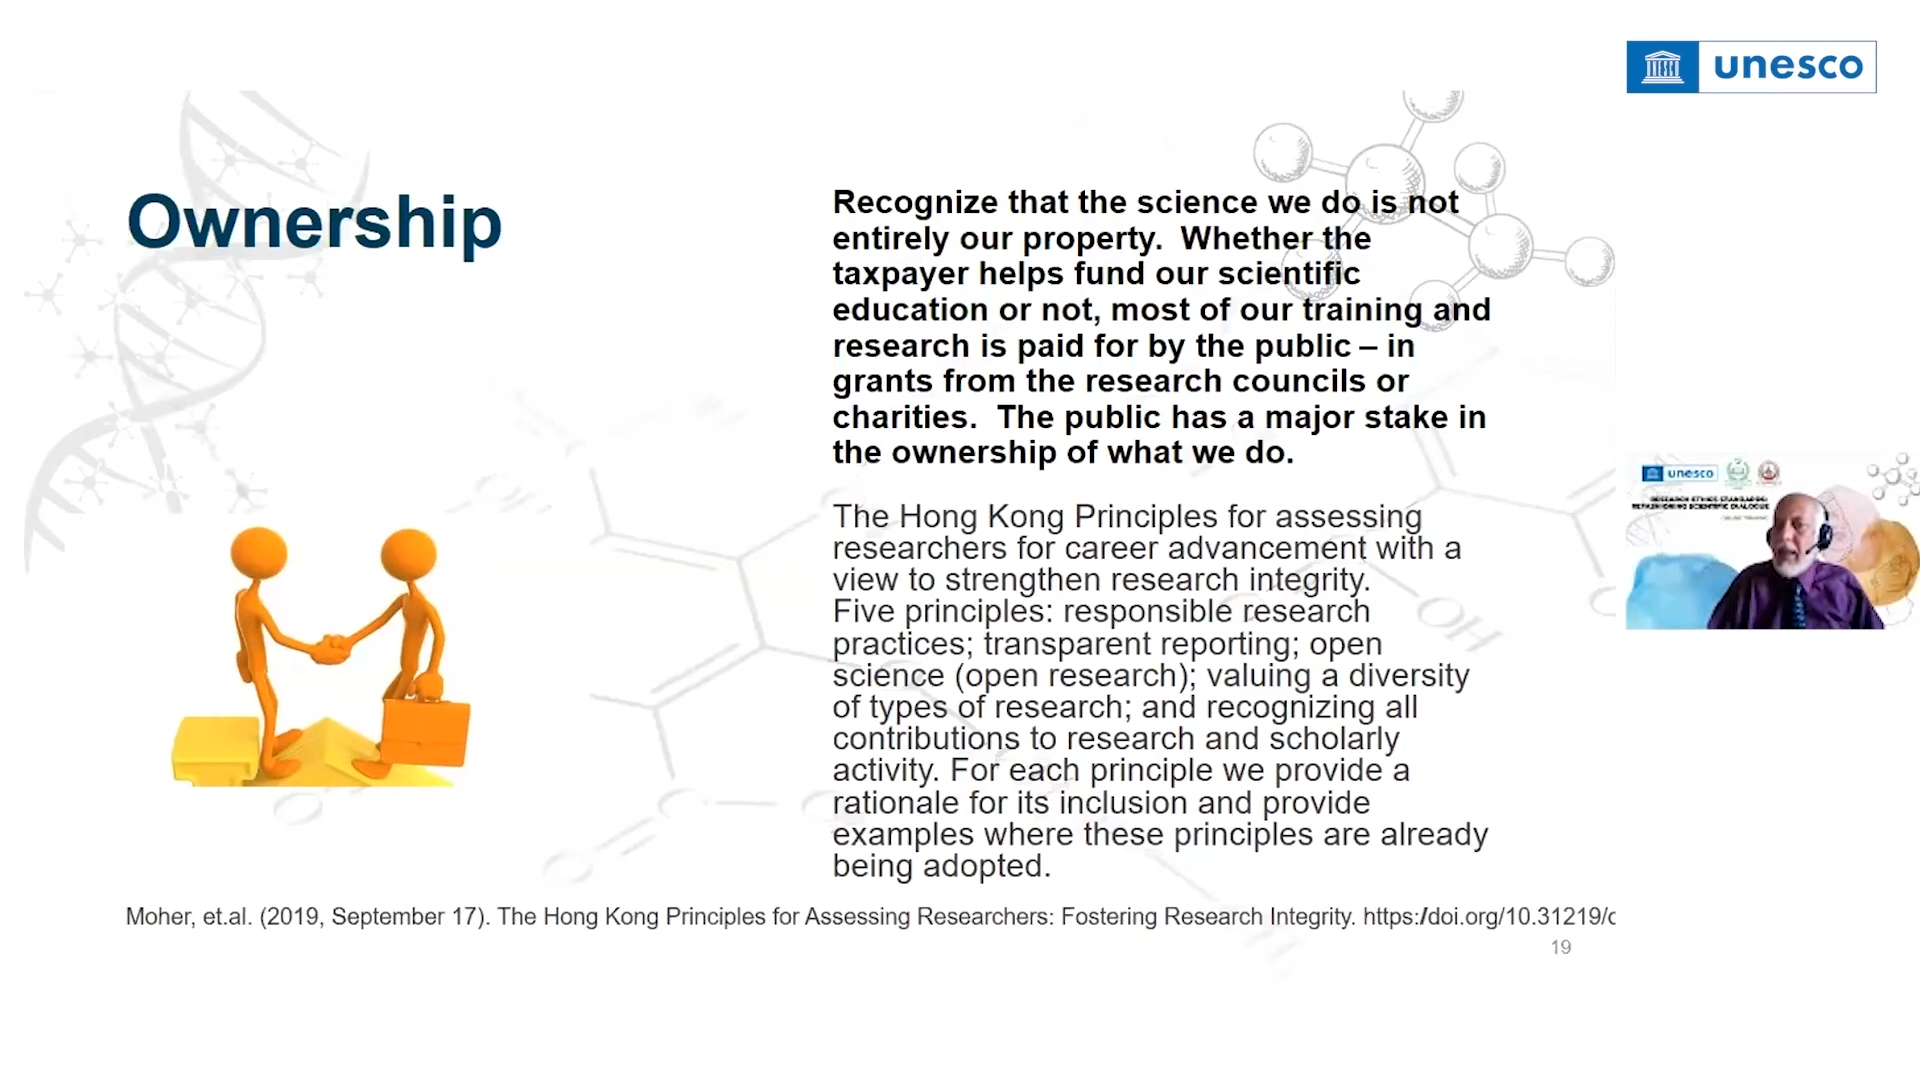 unesco
Ownership
Recognize that the science we do is not
entirely our property. Whether the
taxpayer helps fund our scientific
education or not, most of our training and
research is paid for by the public – in
grants from the research councils or
charities. The public has a major stake in
the ownership of what we do.
The Hong Kong Principles for assessing
researchers for career advancement with a
view to strengthen research integrity.
Five principles: responsible research
practices; transparent reporting; open
science (open research); valuing a diversity
of types of research; and recognizing all
contributions to research and scholarly
activity. For each principle we provide a
rationale for its inclusion and provide
examples where these principles are already
being adopted.
Moher, et.al. (2019, September 17). The Hong Kong Principles for Assessing Researchers: Fostering Research Integrity. https:/doi.org/10.31219/c
19
unesco
RESEARCH ETHICS STANDARDS:
SCIENTIFIC DIALOGUE
OH
OH